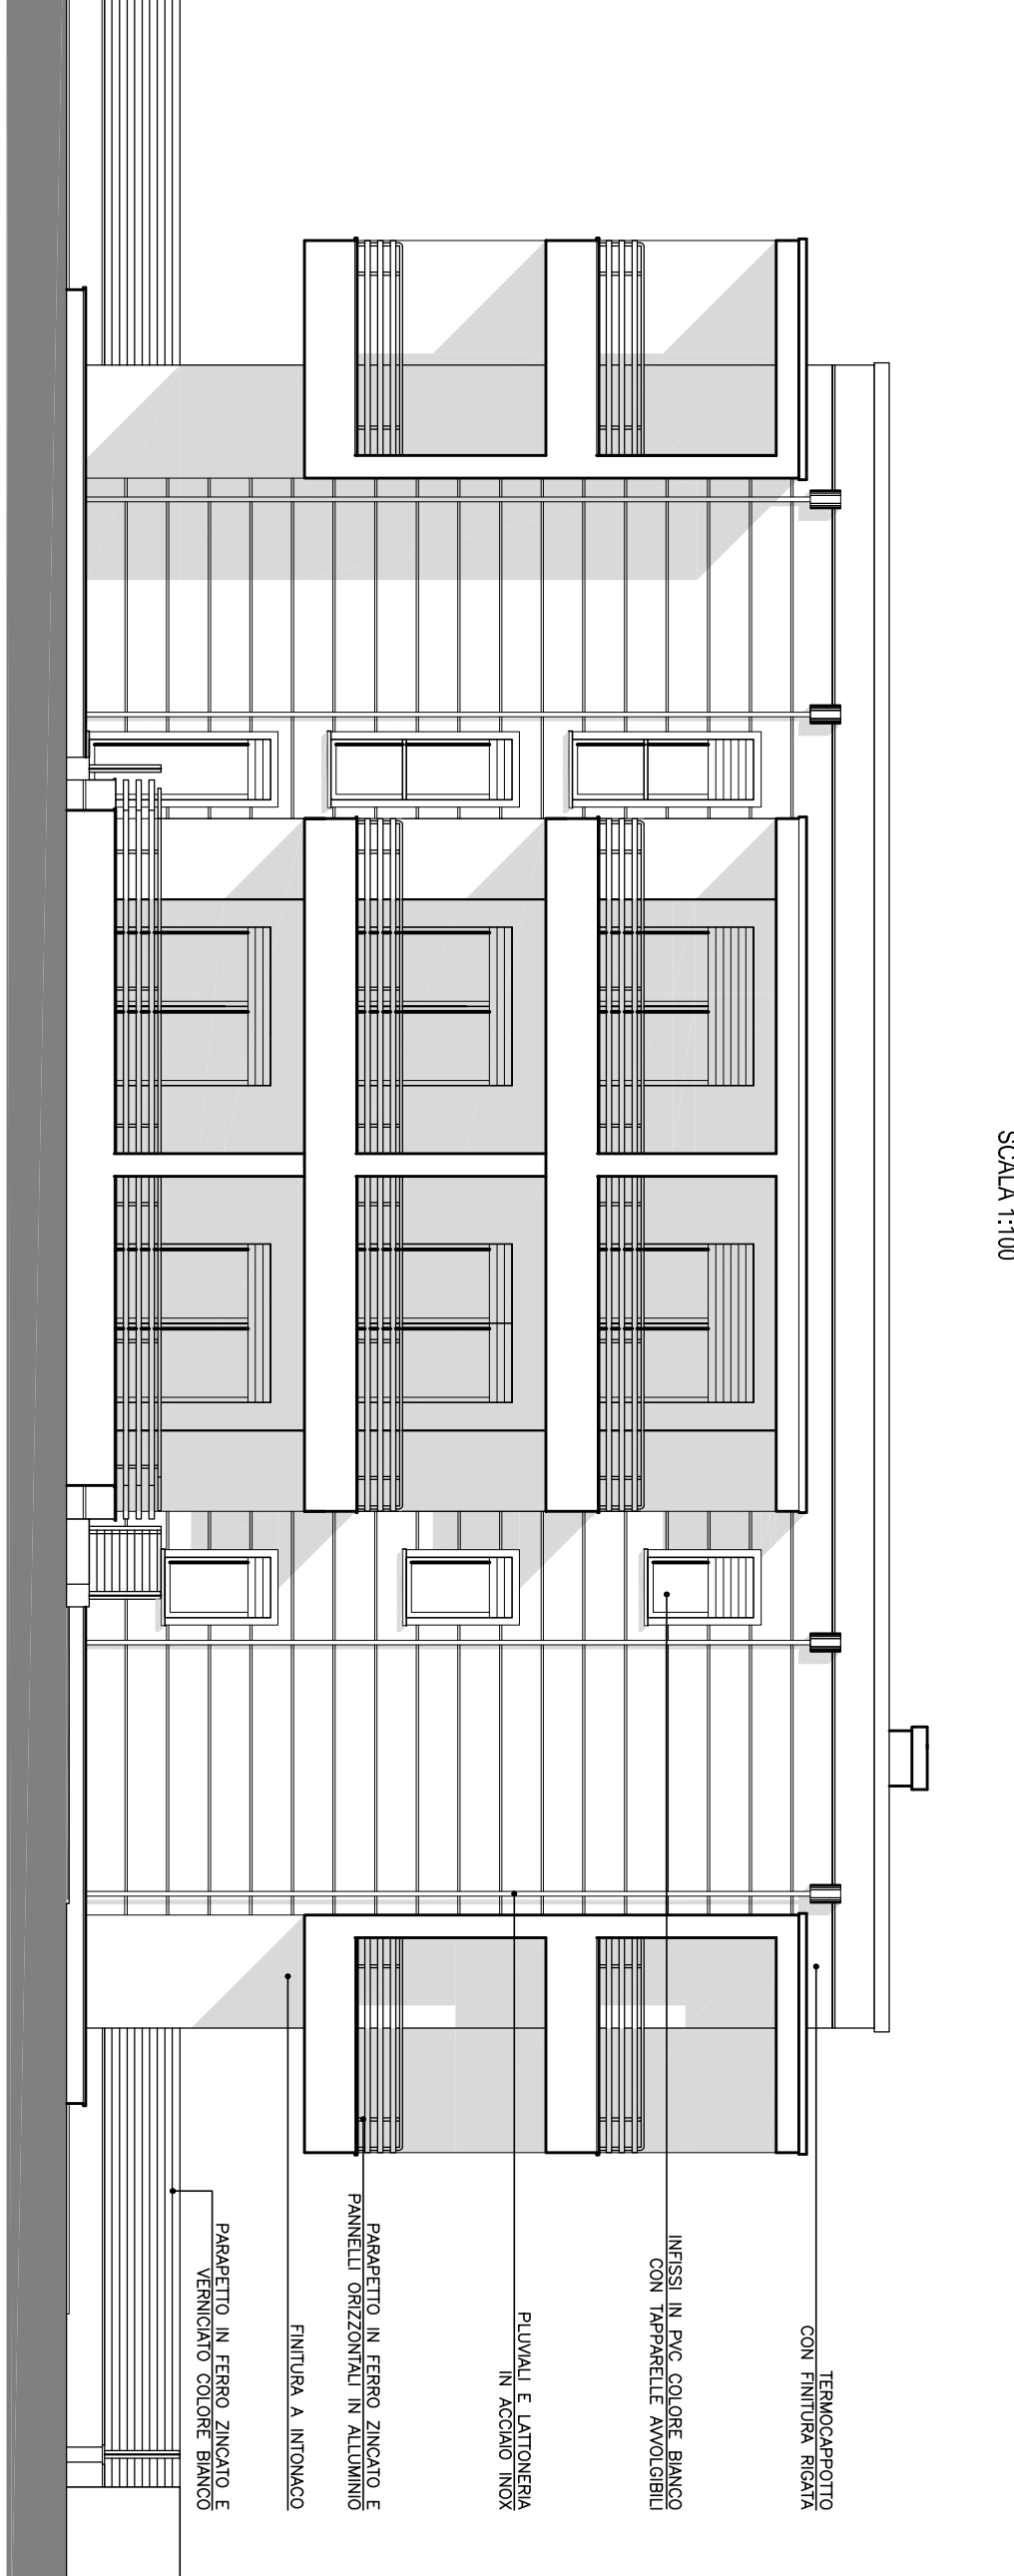 SCALA 1:100
TERMOCAPPOTTO
CON FINITURA RIGATA
INFISSI IN PVC COLORE BIANCO
CON TAPPARELLE AVVOLGIBILI
PLUVIALI E LATTONERIA
IN ACCIAIO INOX
PARAPETTO IN FERRO ZINCATO E
PANNELLI ORIZZONTALI IN ALLUMINIO
FINITURA A INTONACO
PARAPETTO IN FERRO ZINCATO E
VERNICIATO COLORE BIANCO